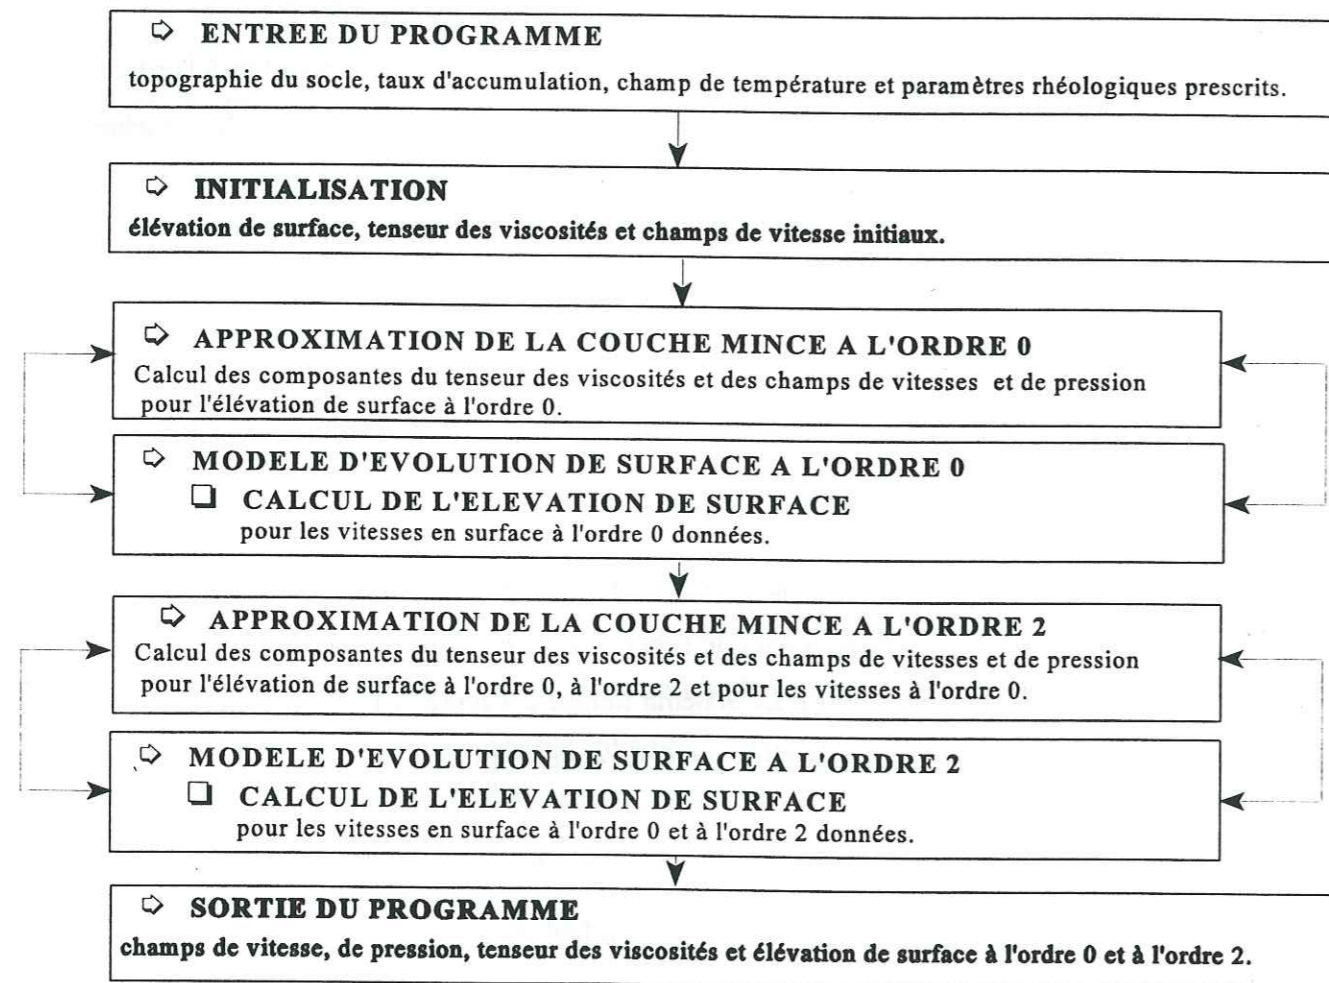 ENTREE DU PROGRAMME
topographie du socle, taux d'accumulation, champ de température et paramètres rhéologiques prescrits.
INITIALISATION
élévation de surface, tenseur des viscosités et champs de vitesse initiaux.
APPROXIMATION DE LA COUCHE MINCE A L'ORDRE 0
Calcul des composantes du tenseur des viscosités et des champs de vitesses et de pression
pour l'élévation de surface à l'ordre 0.
MODELE D'EVOLUTION DE SURFACE A L'ORDRE 0
CALCUL DE L'ELEVATION DE SURFACE
pour les vitesses en surface à l'ordre 0 données.
APPROXIMATION DE LA COUCHE MINCE A L'ORDRE 2
Calcul des composantes du tenseur des viscosités et des champs de vitesses et de pression
pour l'élévation de surface à l'ordre 0, à l'ordre 2 et pour les vitesses à l'ordre 0.
MODELE D'EVOLUTION DE SURFACE A L'ORDRE 2
CALCUL DE L'ELEVATION DE SURFACE
pour les vitesses en surface à l'ordre 0 et à l'ordre 2 données.
SORTIE DU PROGRAMME
champs de vitesse, de pression, tenseur des viscosités et élévation de surface à l'ordre 0 et à l'ordre 2.